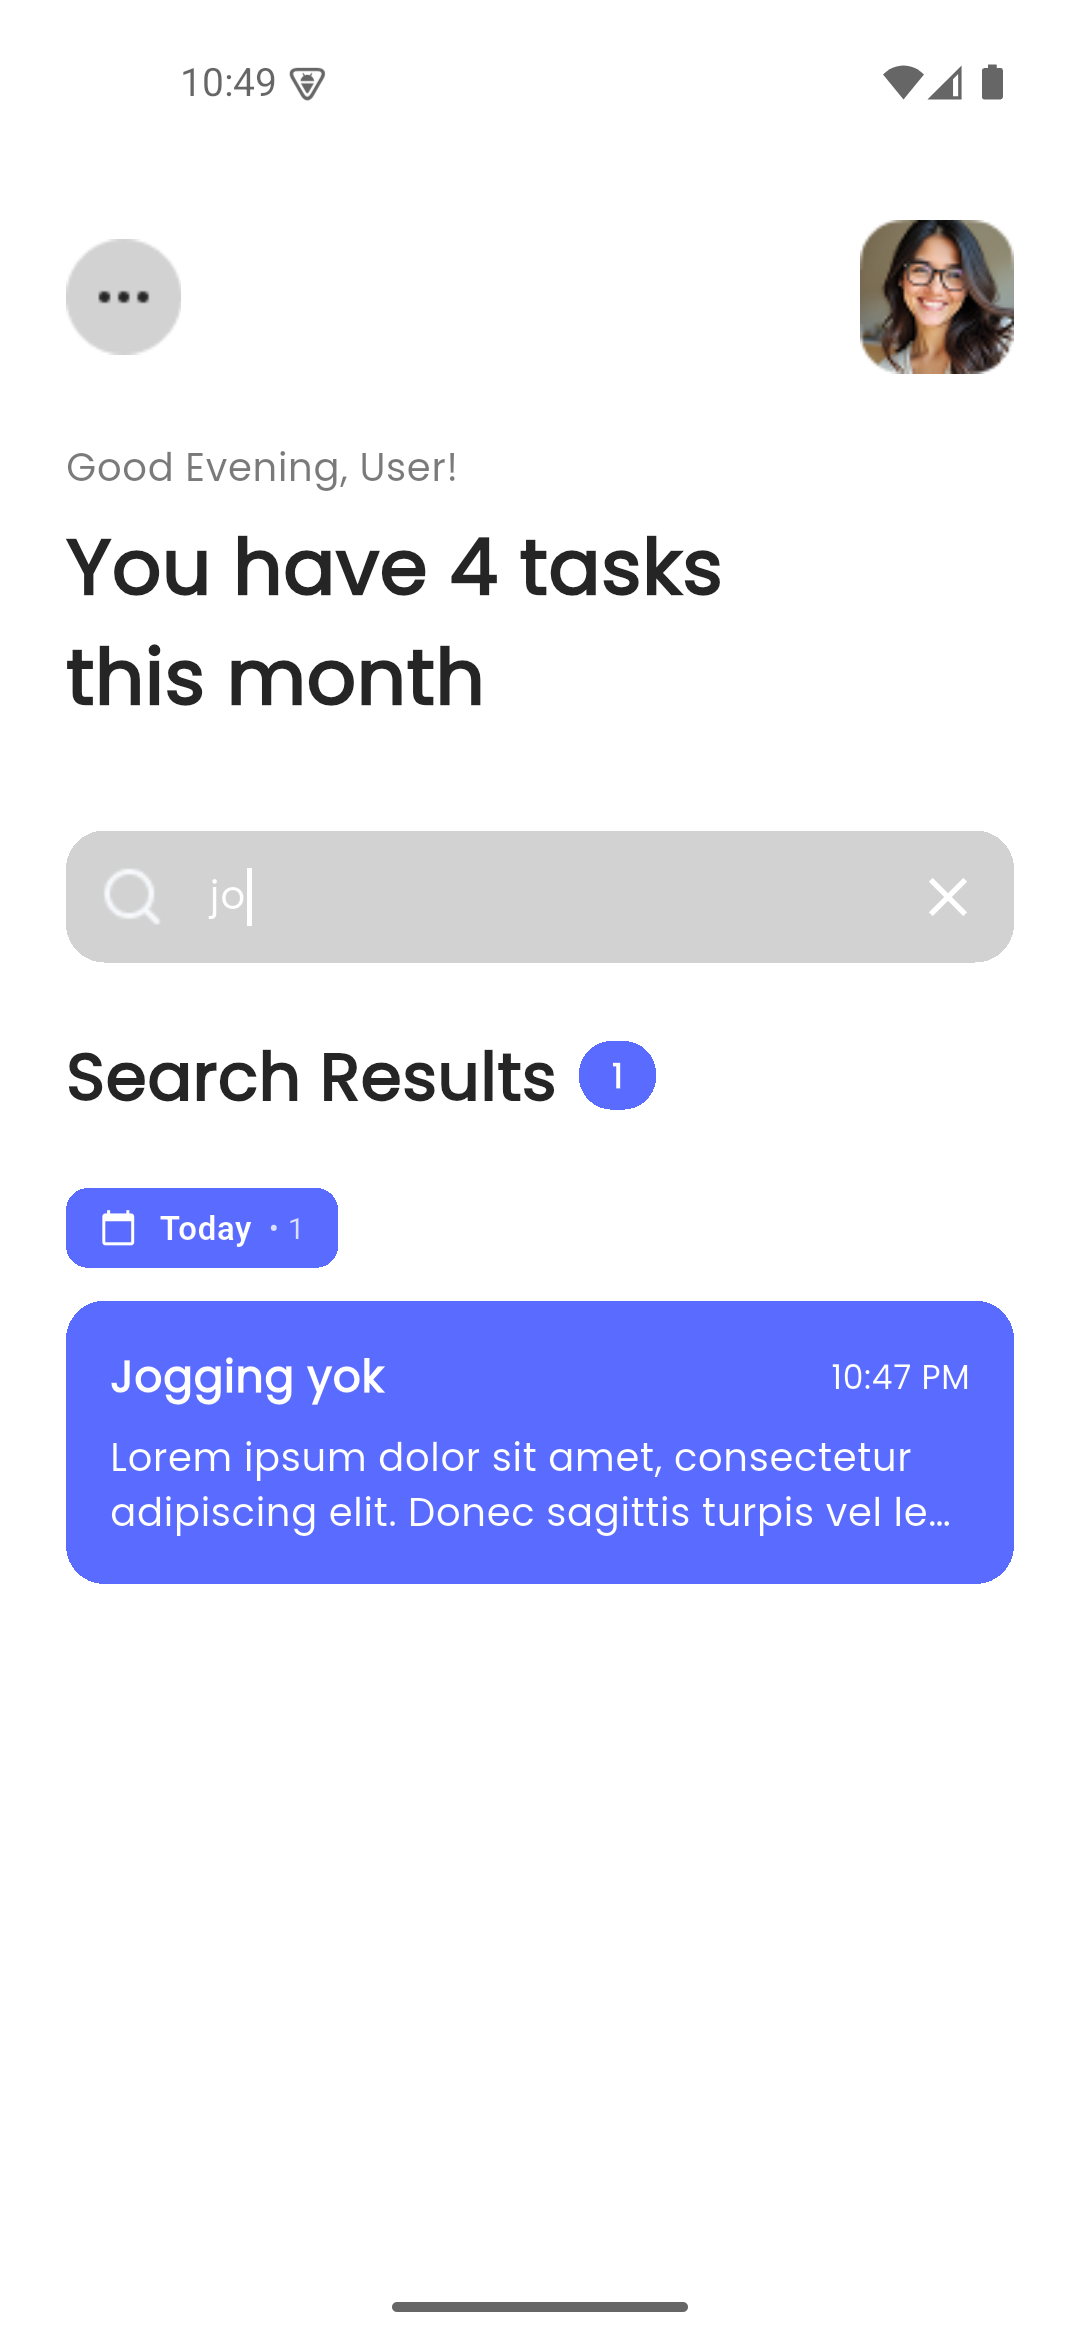 10:49
Good Evening, User!
You have 4 tasks
this month
jo
Search Results 1
Today • 1
Jogging yok 10:47 PM
Lorem ipsum dolor sit amet, consectetur
adipiscing elit. Donec sagittis turpis vel le...